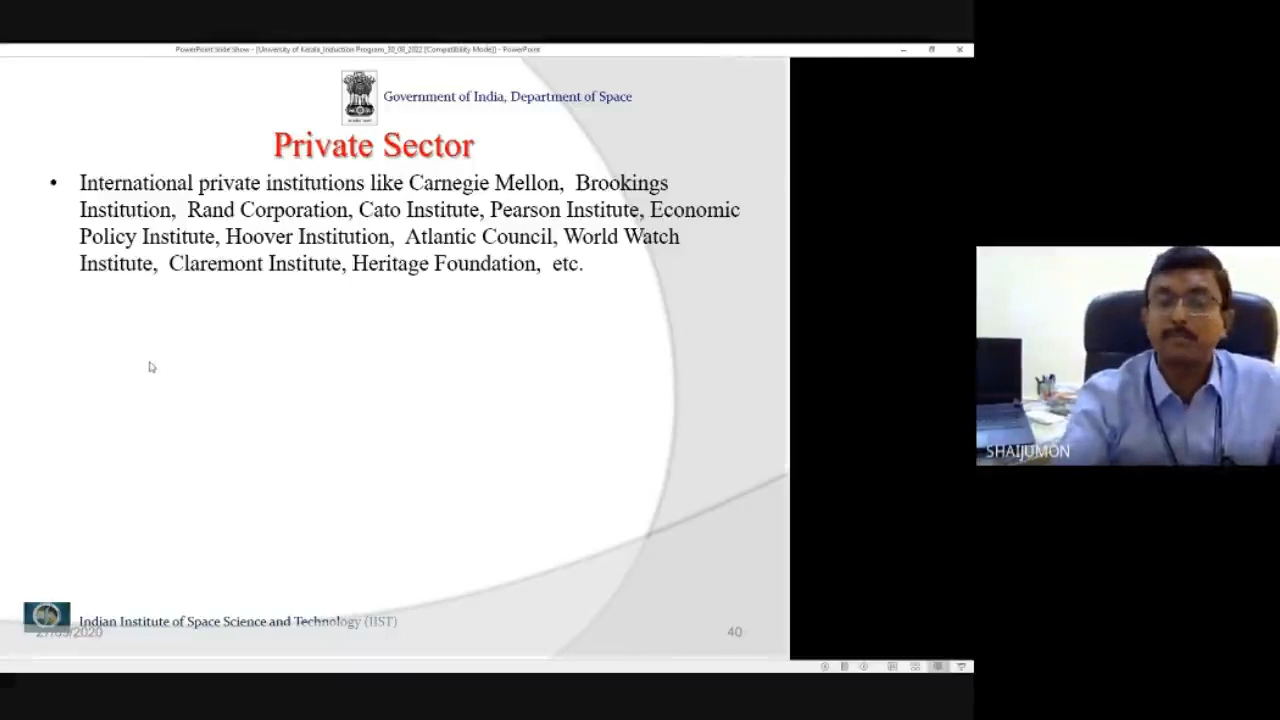 PowerPoint Slide Show - [University of Kerala_Induction Program_30_08_2022 [Compatibility Mode]] - PowerPoint
Government of India, Department of Space
Private Sector
• International private institutions like Carnegie Mellon, Brookings
Institution, Rand Corporation, Cato Institute, Pearson Institute, Economic
Policy Institute, Hoover Institution, Atlantic Council, World Watch
Institute, Claremont Institute, Heritage Foundation, etc.
SHAIJUMON
Indian Institute of Space Science and Technology (IIST)
40